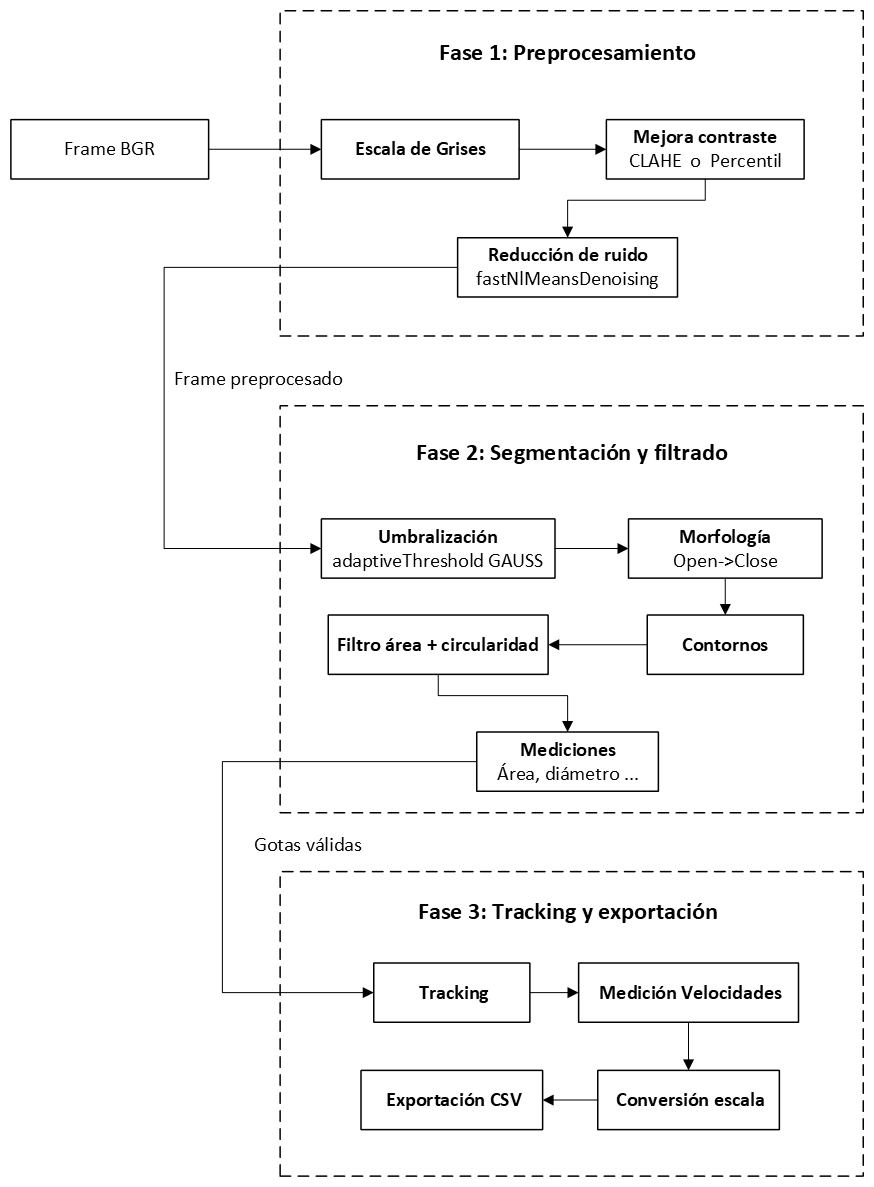 Fase 1: Preprocesamiento
Frame BGR
Escala de Grises
Mejora contraste
CLAHE o Percentil
Reducción de ruido
fastNlMeansDenoising
Frame preprocesado
Fase 2: Segmentación y filtrado
Umbralización
adaptiveThreshold GAUSS
Morfología
Open->Close
Contornos
Filtro área + circularidad
Mediciones
Área, diámetro ...
Gotas válidas
Fase 3: Tracking y exportación
Tracking
Medición Velocidades
Conversión escala
Exportación CSV